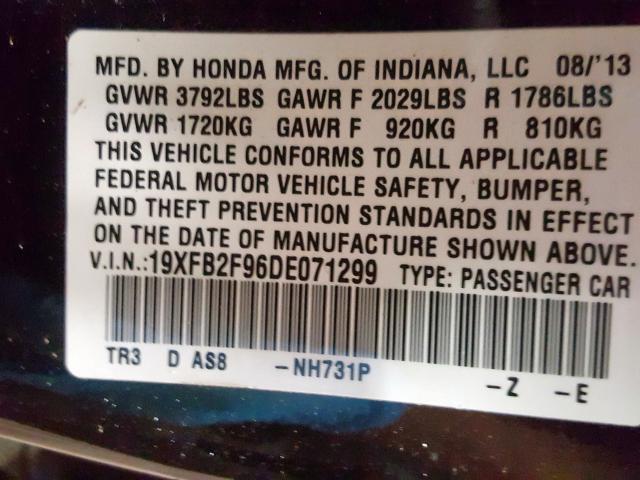 MFD. BY HONDA MFG. OF INDIANA, LLC 08/'13
GVWR 3792LBS GAWR F 2029LBS R 1786LBS
GVWR 1720KG GAWR F 920KG R 810KG
THIS VEHICLE CONFORMS TO ALL APPLICABLE
FEDERAL MOTOR VEHICLE SAFETY, BUMPER,
AND THEFT PREVENTION STANDARDS IN EFFECT
ON THE DATE OF MANUFACTURE SHOWN ABOVE.
V.I.N.:19XFB2F96DE071299 TYPE: PASSENGER CAR
TR3 D AS8 -NH731P -Z -E